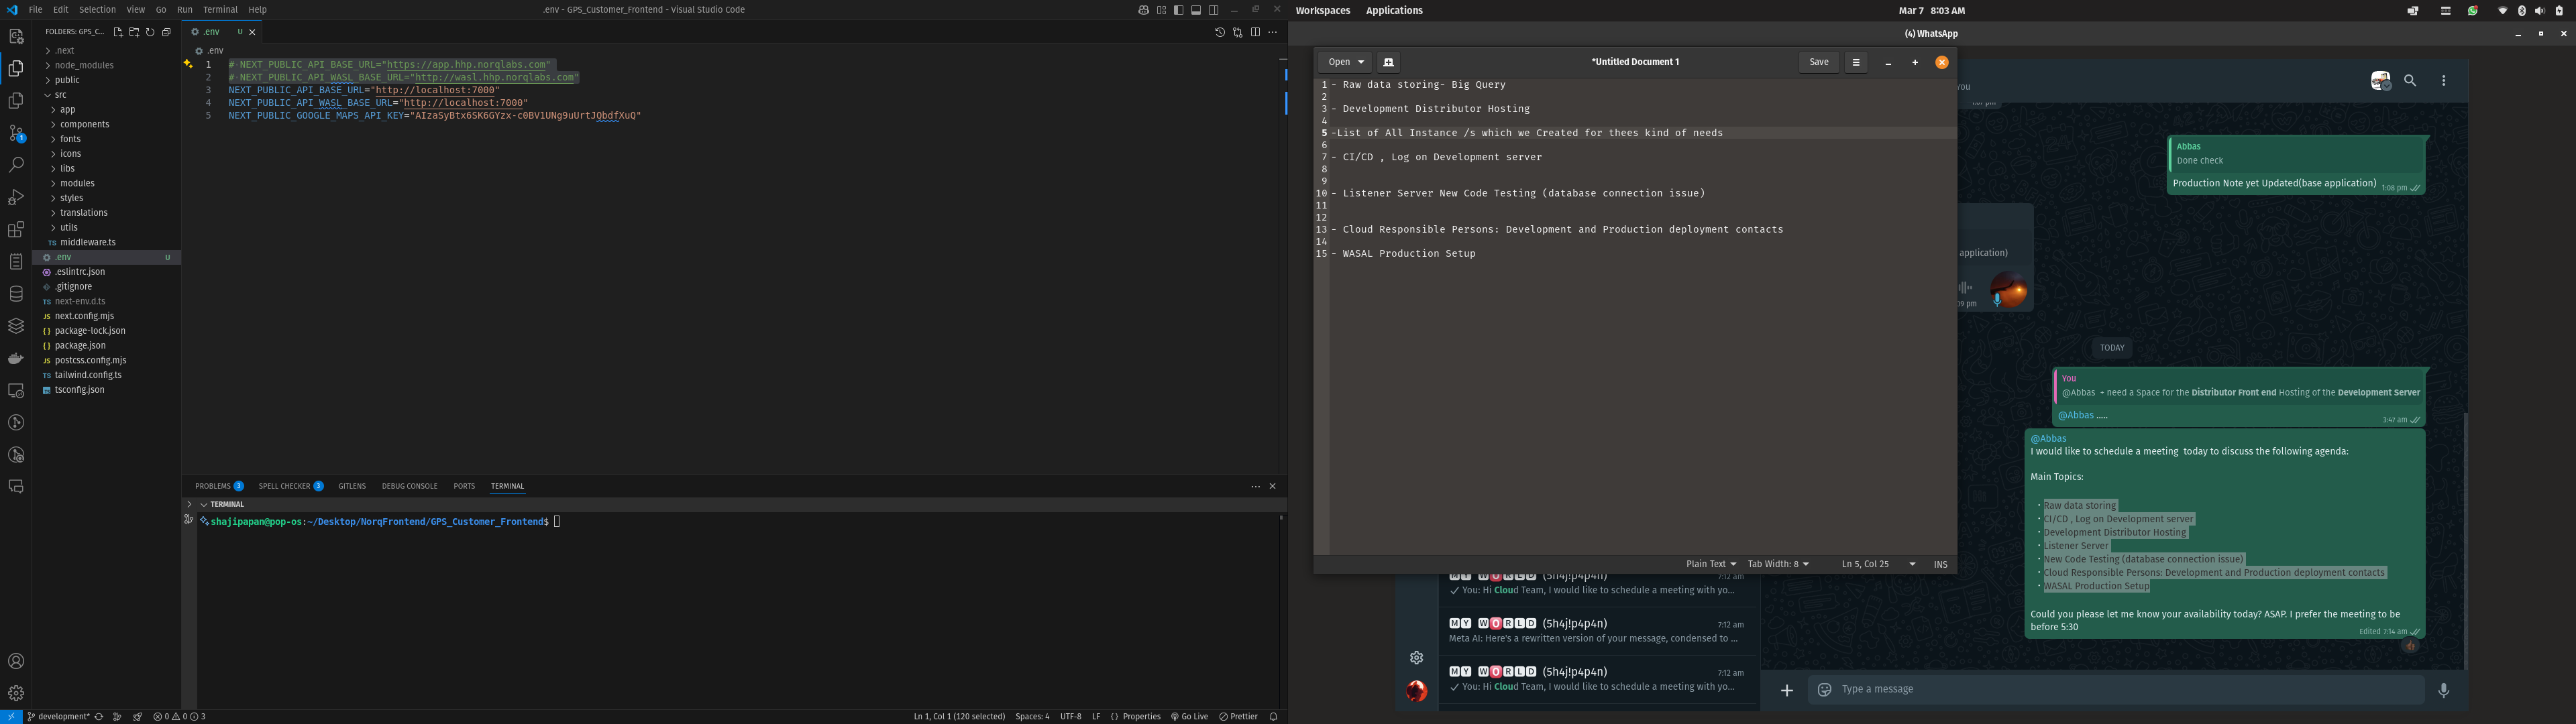 File Edit Selection View Go Run Terminal Help
.env - GPS_Customer_Frontend - Visual Studio Code
FOLDERS: GPS_C...
.next
node_modules
public
src
app
components
fonts
icons
libs
modules
styles
translations
utils
middleware.ts
.env U
.eslintrc.json
.gitignore
next-env.d.ts
next.config.mjs
package-lock.json
package.json
postcss.config.mjs
tailwind.config.ts
tsconfig.json
.env U
.env
1 # NEXT_PUBLIC_API_BASE_URL="https://app.hhp.norqlabs.com"
2 # NEXT_PUBLIC_API_WASL_BASE_URL="http://wasl.hhp.norqlabs.com"
3 NEXT_PUBLIC_API_BASE_URL="http://localhost:7000"
4 NEXT_PUBLIC_API_WASL_BASE_URL="http://localhost:7000"
5 NEXT_PUBLIC_GOOGLE_MAPS_API_KEY="AIzaSyBtx6SK6GYzx-c0BV1UNg9uUrtJQbdfXuQ"
PROBLEMS 3 SPELL CHECKER 3 GITLENS DEBUG CONSOLE PORTS TERMINAL
TERMINAL
shajipapan@pop-os:~/Desktop/NorqFrontend/GPS_Customer_Frontend$
development* 0 0 3
Ln 1, Col 1 (120 selected) Spaces: 4 UTF-8 LF {} Properties Go Live Prettier
Workspaces Applications
Mar 7 8:03 AM
(4) WhatsApp
Open *Untitled Document 1 Save
1 - Raw data storing- Big Query
2
3 - Development Distributor Hosting
4
5 -List of All Instance /s which we Created for thees kind of needs
6
7 - CI/CD , Log on Development server
8
9
10 - Listener Server New Code Testing (database connection issue)
11
12
13 - Cloud Responsible Persons: Development and Production deployment contacts
14
15 - WASAL Production Setup
Plain Text Tab Width: 8 Ln 5, Col 25 INS
Abbas
Done check
Production Note yet Updated(base application) 1:08 pm
application)
TODAY
You
@Abbas + need a Space for the Distributor Front end Hosting of the Development Server
@Abbas .....
3:47 am
@Abbas
I would like to schedule a meeting today to discuss the following agenda:
Main Topics:
• Raw data storing
• CI/CD , Log on Development server
• Development Distributor Hosting
• Listener Server
• New Code Testing (database connection issue)
• Cloud Responsible Persons: Development and Production deployment contacts
• WASAL Production Setup
Could you please let me know your availability today? ASAP. I prefer the meeting to be
before 5:30
Edited 7:14 am
MY WORLD (5h4j!p4p4n) 7:12 am
You: Hi Cloud Team, I would like to schedule a meeting with yo...
MY WORLD (5h4j!p4p4n) 7:12 am
Meta AI: Here's a rewritten version of your message, condensed to ...
MY WORLD (5h4j!p4p4n) 7:12 am
You: Hi Cloud Team, I would like to schedule a meeting with yo...
Type a message